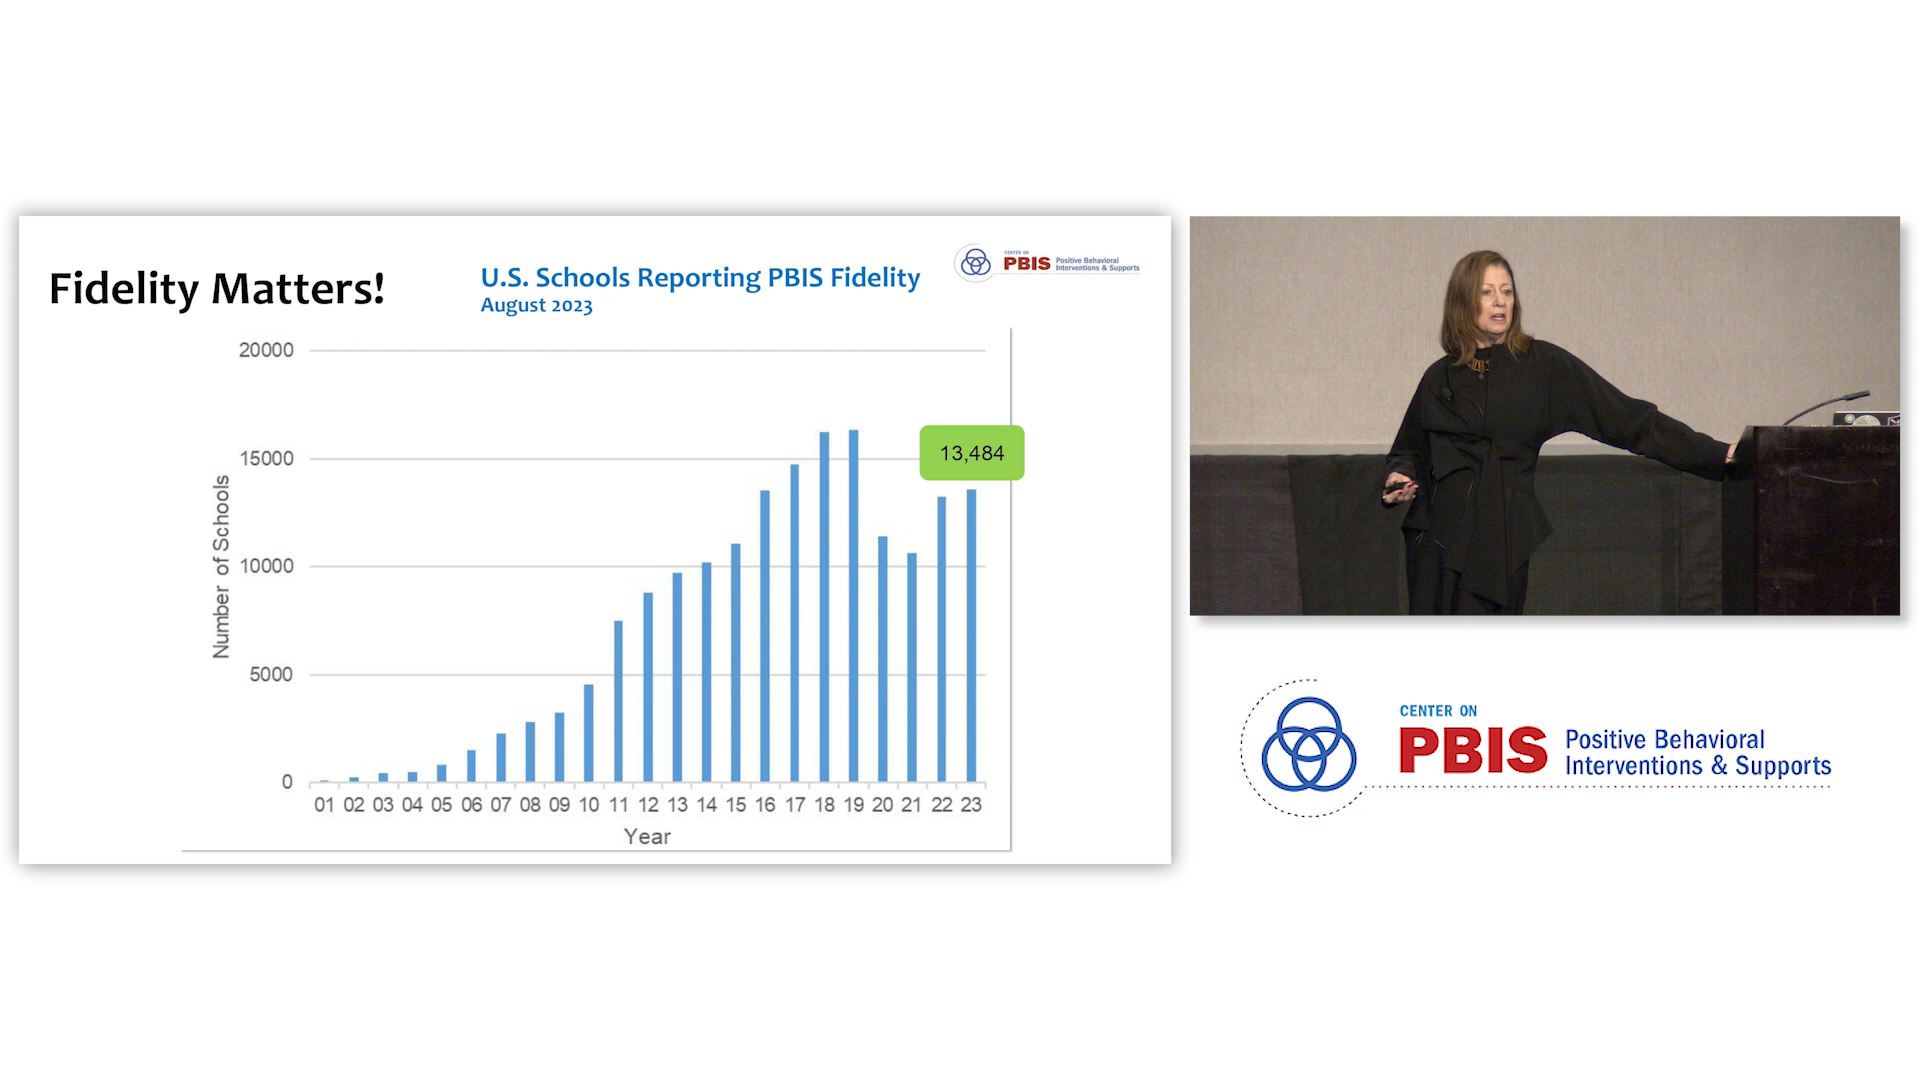 Fidelity Matters!
U.S. Schools Reporting PBIS Fidelity
August 2023
CENTER ON
PBIS
Positive Behavioral
Interventions & Supports
20000
15000
10000
5000
0
Number of Schools
13,484
01 02 03 04 05 06 07 08 09 10 11 12 13 14 15 16 17 18 19 20 21 22 23
Year
CENTER ON
PBIS
Positive Behavioral
Interventions & Supports